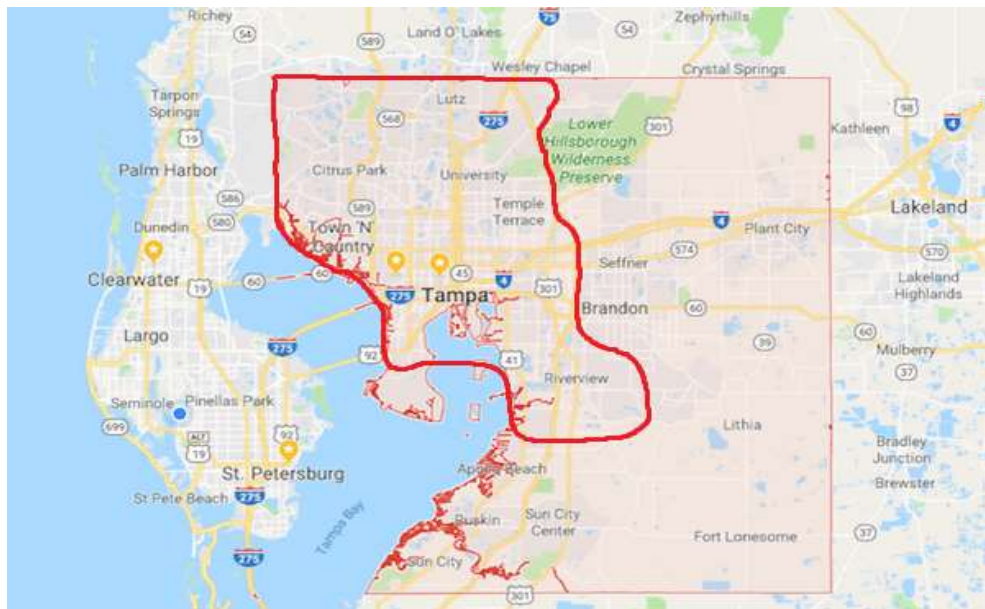 Richey
Zephyrhills
75
54
Land O' Lakes
54
589
Wesley Chapel
Crystal Springs
Tarpon
Springs
Lutz
98
568
275
Lower
Hillsborough
Wilderness
Preserve
301
4
Kathleen
19
Palm Harbor
Citrus Park
University
586
589
Temple
Terrace
Lakeland
580
Dunedin
Town 'N'
Country
4
Plant City
574
570
Clearwater
60
60
45
Seffner
Lakeland
Highlands
19
275
Tampa
4
301
Brandon
60
Largo
275
92
41
39
60
Mulberry
37
Riverview
Seminole
Pinellas Park
699
92
ALT
19
Lithia
Bradley
Junction
St. Petersburg
Beach
Brewster
St Pete Beach
275
Tampa Bay
Ruskin
Sun City
Center
37
275
Sun City
Fort Lonesome
301